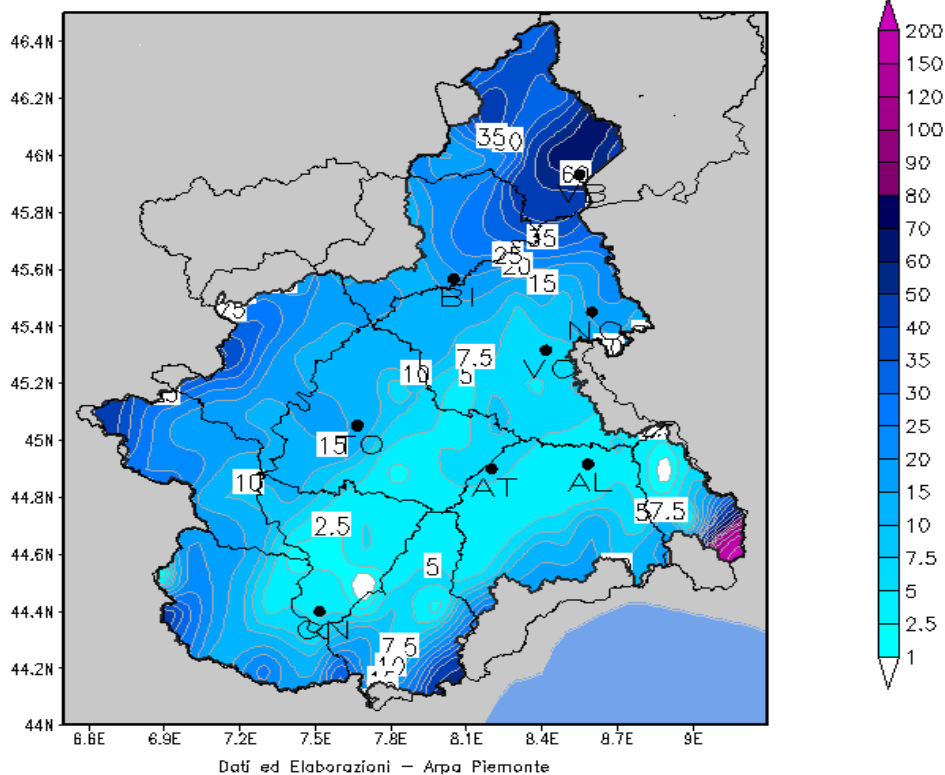 46.4N
46.2N
46N
45.8N
45.6N
45.4N
45.2N
45N
44.8N
44.6N
44.4N
44.2N
44N
6.6E 6.9E 7.2E 7.5E 7.8E 8.1E 8.4E 8.7E 9E
35
VB
35
25
20
15
BI
NO
7.5
5
10
VC
15
TO
10
AT
AL
5
7.5
2.5
5
CN
7.5
10
200
150
120
100
90
80
70
60
50
40
35
30
25
20
15
10
7.5
5
2.5
1
Dati ed Elaborazioni – Arpa Piemonte